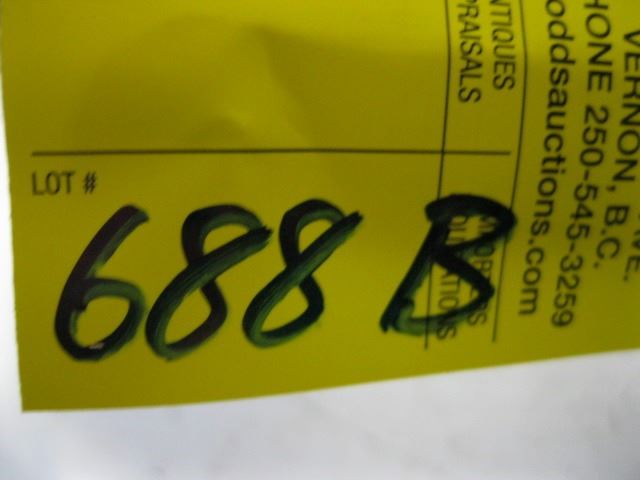 LOT #
688 B
VERNON, B.C.
HONE 250-545-3259
oddsauctions.com
NTIQUES
PRAISALS